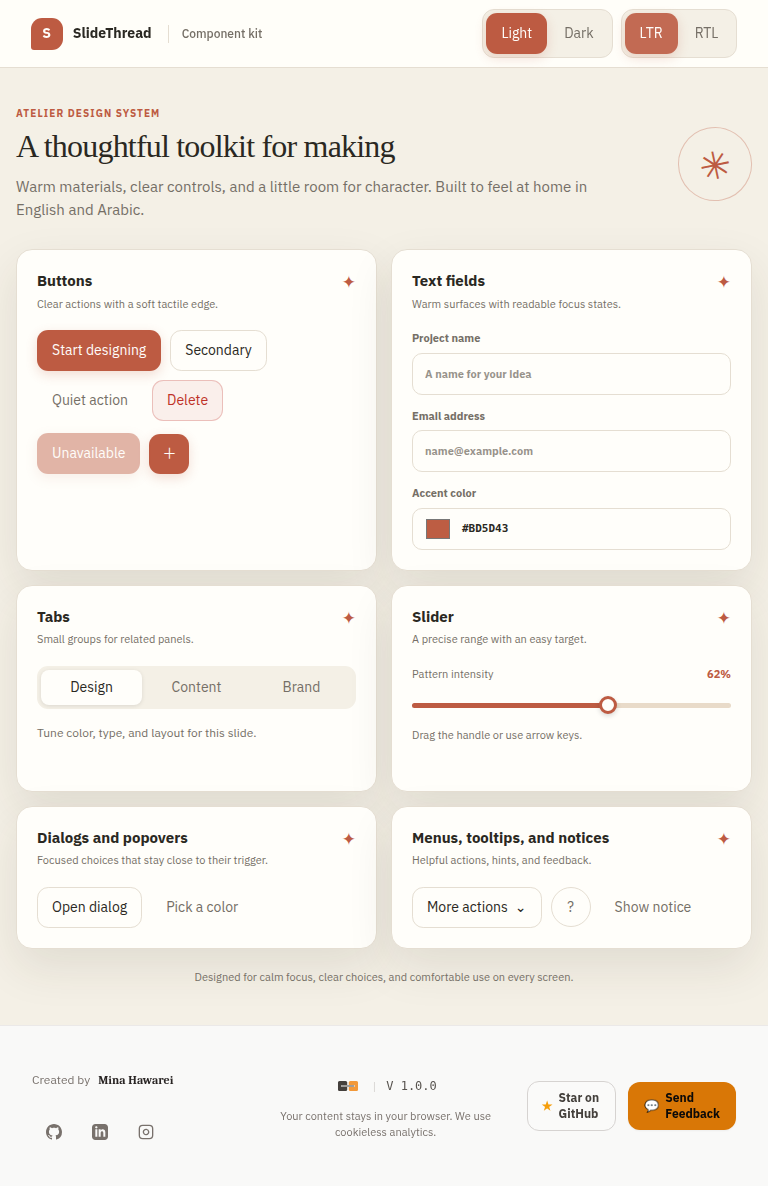 S SlideThread Component kit Light Dark LTR RTL
ATELIER DESIGN SYSTEM
A thoughtful toolkit for making
Warm materials, clear controls, and a little room for character. Built to feel at home in
English and Arabic.
Buttons
Clear actions with a soft tactile edge.
Start designing Secondary
Quiet action Delete
Unavailable +
Text fields
Warm surfaces with readable focus states.
Project name
A name for your idea
Email address
name@example.com
Accent color
#BD5D43
Tabs
Small groups for related panels.
Design Content Brand
Tune color, type, and layout for this slide.
Slider
A precise range with an easy target.
Pattern intensity 62%
Drag the handle or use arrow keys.
Dialogs and popovers
Focused choices that stay close to their trigger.
Open dialog Pick a color
Menus, tooltips, and notices
Helpful actions, hints, and feedback.
More actions ? Show notice
Designed for calm focus, clear choices, and comfortable use on every screen.
Created by Mina Hawarei
V 1.0.0
Your content stays in your browser. We use
cookieless analytics.
Star on
GitHub
Send
Feedback